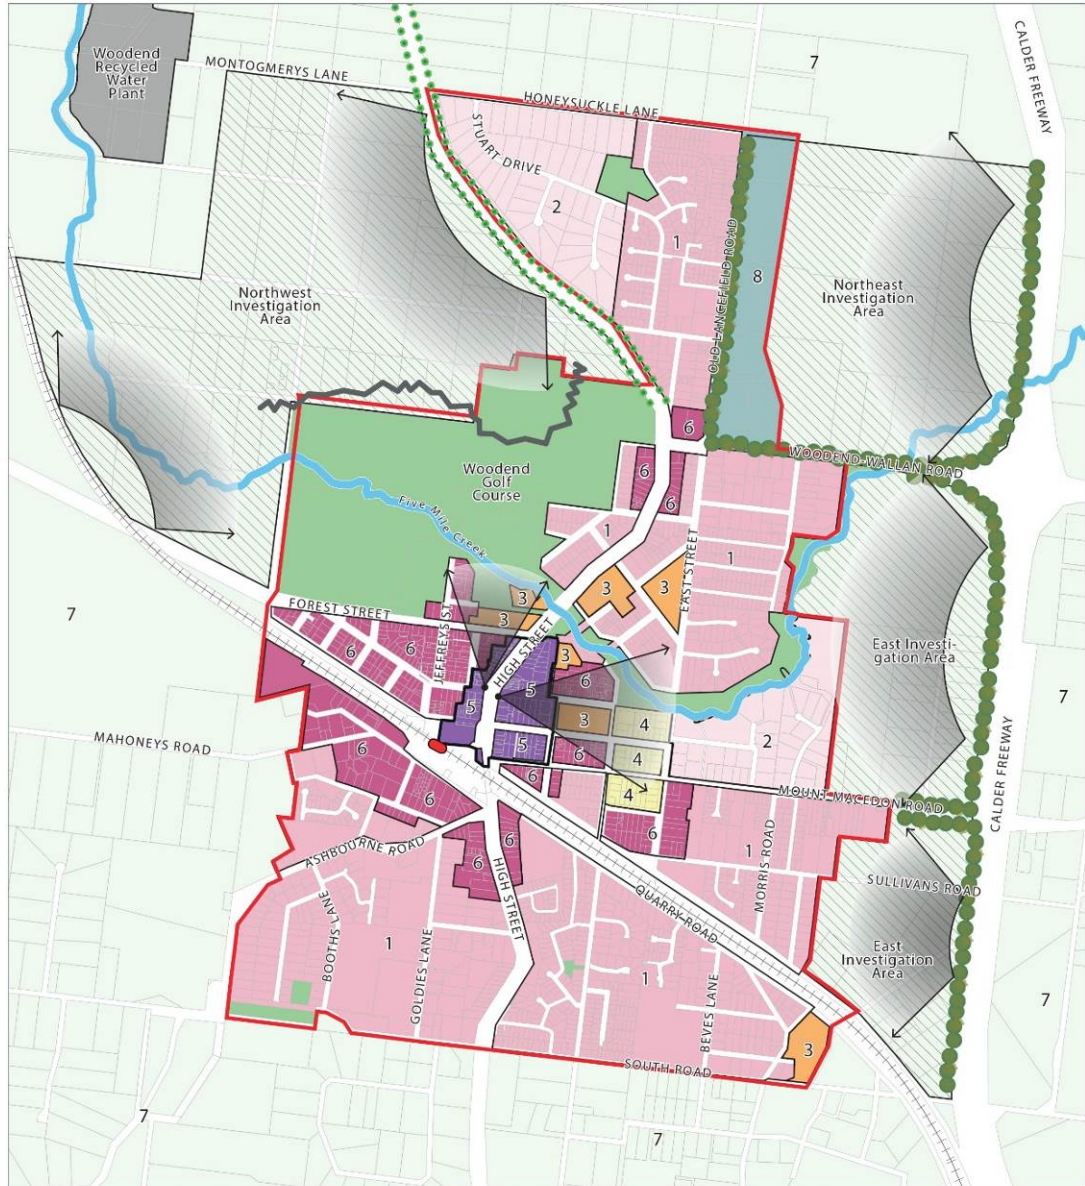 Woodend
Recycled
Water
Plant
MONTOGMERYS LANE
7
CALDER FREEWAY
HONEYSUCKLE LANE
STUART DRIVE
2
1
OLD LANCEFIELD ROAD
8
Northwest
Investigation
Area
Northeast
Investigation
Area
6
WOODEND-WALLAN ROAD
Woodend
Golf
Course
6
6
Five Mile Creek
1
EAST STREET
1
3
3
3
3
FOREST STREET
JEFFREYS ST
HIGH STREET
7
6
6
5
5
3
6
East Investi-
gation Area
7
3
4
MAHONEYS ROAD
6
5
6
4
2
6
4
MOUNT MACEDON ROAD
CALDER FREEWAY
6
6
6
6
1
MORRIS ROAD
ASHBOURNE ROAD
HIGH STREET
QUARRY ROAD
SULLIVANS ROAD
BOOTHS LANE
1
GOLDIES LANE
East
Investigation
Area
1
BEVES LANE
7
3
SOUTH ROAD
7
7